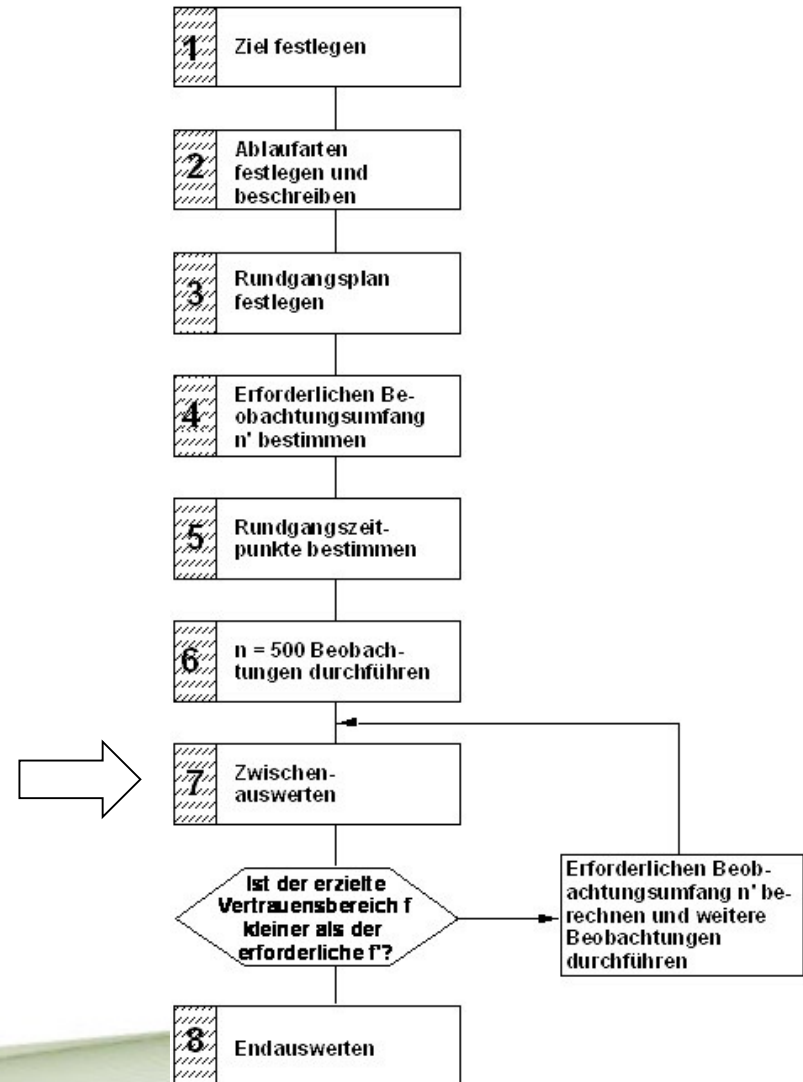 1
Ziel festlegen
2
Ablaufarten
festlegen und
beschreiben
3
Rundgangsplan
festlegen
4
Erforderlichen Be-
obachtungsumfang
n' bestimmen
5
Rundgangszeit-
punkte bestimmen
6
n = 500 Beobach-
tungen durchführen
7
Zwischen-
auswerten
Ist der erzielte
Vertrauensbereich f
kleiner als der
erforderliche f'?
Erforderlichen Beob-
achtungsumfang n' be-
rechnen und weitere
Beobachtungen
durchführen
8
Endauswerten